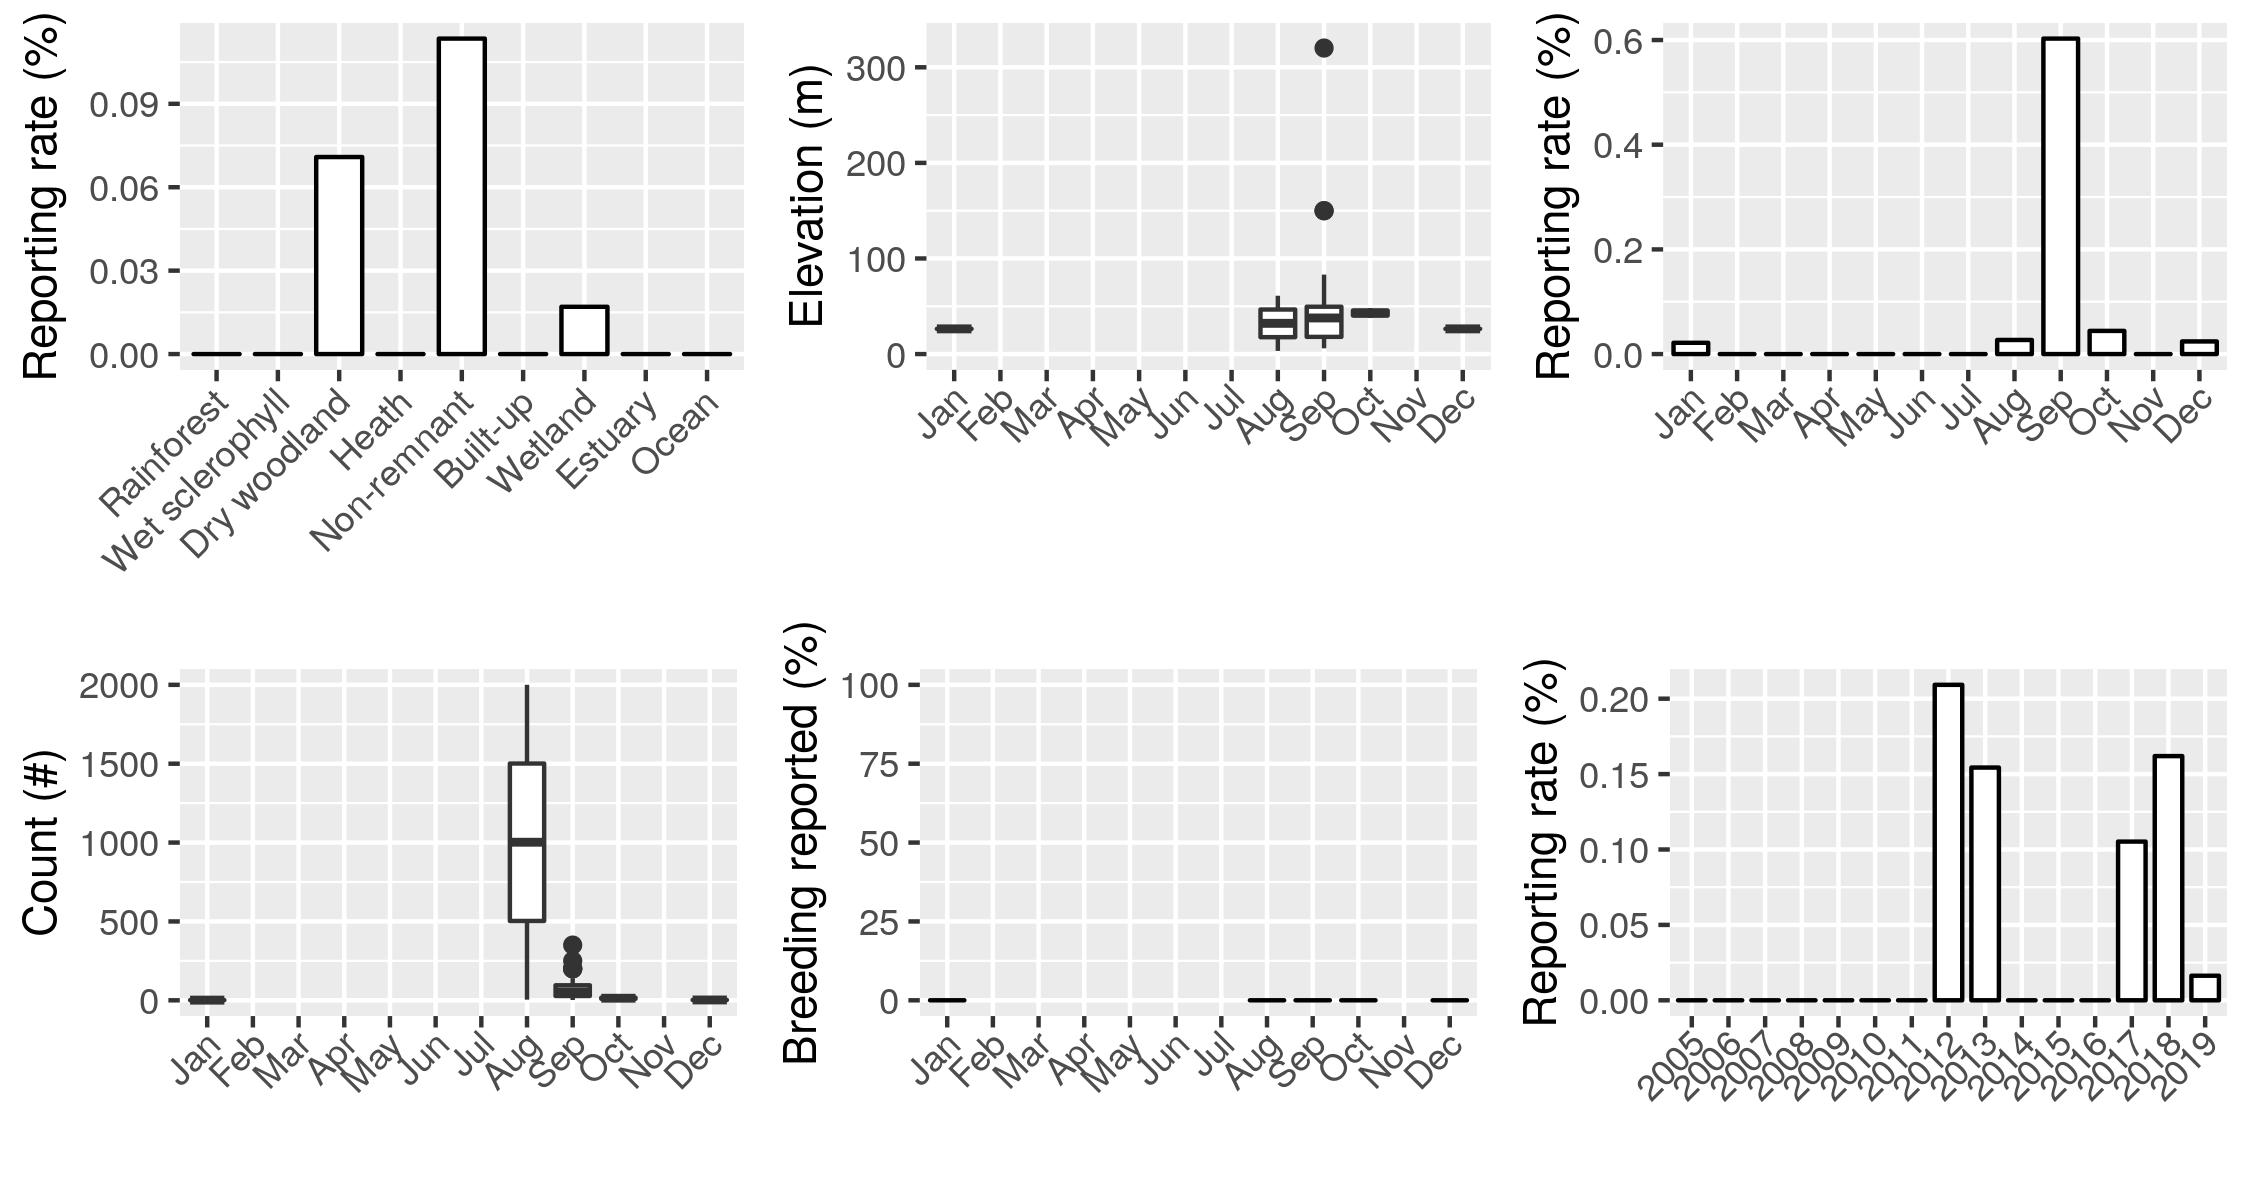 Reporting rate (%)
0.09
0.06
0.03
0.00
Rainforest
Wet sclerophyll
Dry woodland
Heath
Non-remnant
Built-up
Wetland
Estuary
Ocean
Elevation (m)
300
200
100
0
Jan
Feb
Mar
Apr
May
Jun
Jul
Aug
Sep
Oct
Nov
Dec
Reporting rate (%)
0.6
0.4
0.2
0.0
Jan
Feb
Mar
Apr
May
Jun
Jul
Aug
Sep
Oct
Nov
Dec
Count (#)
2000
1500
1000
500
0
Jan
Feb
Mar
Apr
May
Jun
Jul
Aug
Sep
Oct
Nov
Dec
Breeding reported (%)
100
75
50
25
0
Jan
Feb
Mar
Apr
May
Jun
Jul
Aug
Sep
Oct
Nov
Dec
Reporting rate (%)
0.20
0.15
0.10
0.05
0.00
2005
2006
2007
2008
2009
2010
2011
2012
2013
2014
2015
2016
2017
2018
2019